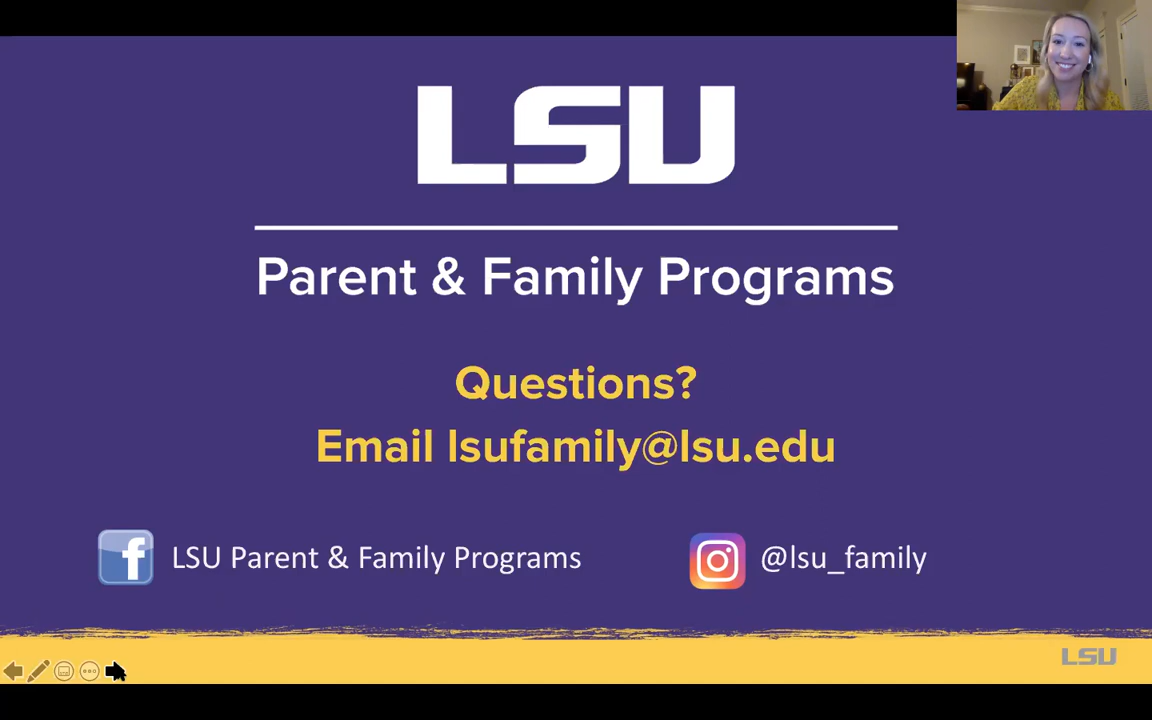 LSU
Parent & Family Programs
Questions?
Email lsufamily@lsu.edu
LSU Parent & Family Programs
@lsu_family
LSU